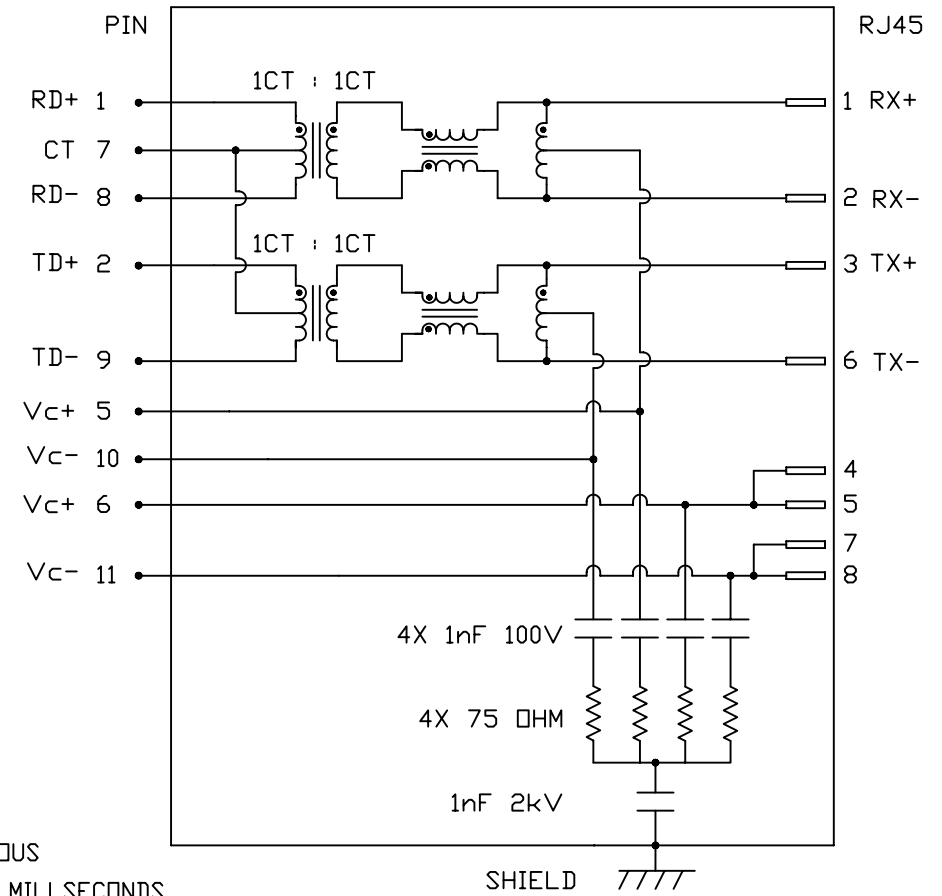 PIN
RJ45
1CT : 1CT
RD+ 1
1 RX+
CT 7
RD- 8
2 RX-
1CT : 1CT
TD+ 2
3 TX+
TD- 9
6 TX-
Vc+ 5
Vc- 10
4
Vc+ 6
5
7
Vc- 11
8
4X 1nF 100V
4X 75 OHM
1nF 2kV
SHIELD